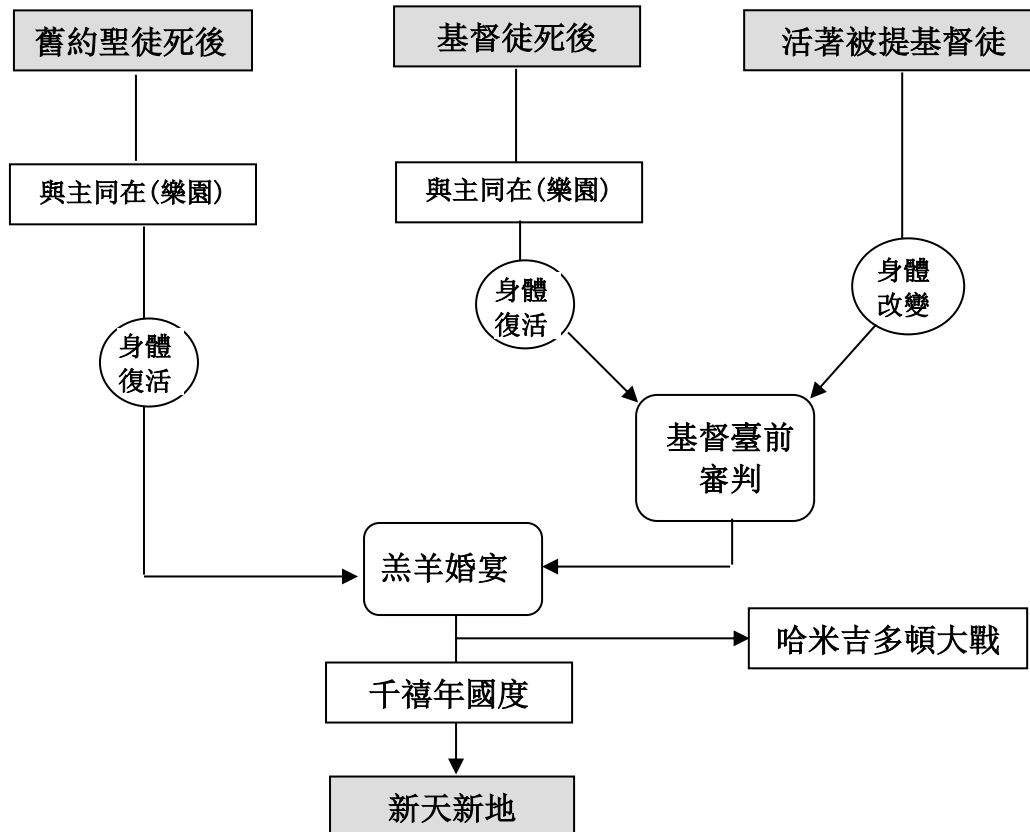 舊約聖徒死後
基督徒死後
活著被提基督徒
與主同在(樂園)
與主同在(樂園)
身體
復活
身體
復活
身體
改變
基督臺前
審判
羔羊婚宴
哈米吉多頓大戰
千禧年國度
新天新地